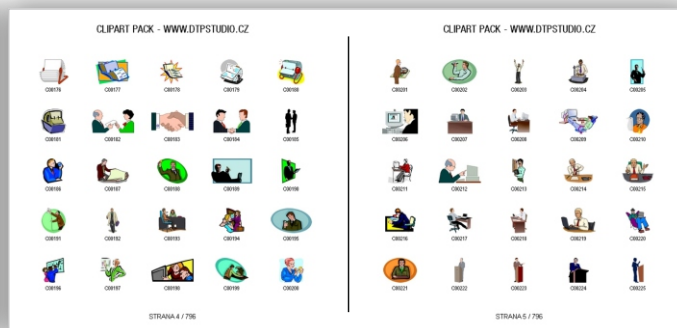 CLIPART PACK - WWW.DTPSTUDIO.CZ
C00176 C00177 C00178 C00179 C00180
C00181 C00182 C00183 C00184 C00185
C00186 C00187 C00188 C00189 C00190
C00191 C00192 C00193 C00194 C00195
C00196 C00197 C00198 C00199 C00200
STRANA 4 / 796
CLIPART PACK - WWW.DTPSTUDIO.CZ
C00201 C00202 C00203 C00204 C00205
C00206 C00207 C00208 C00209 C00210
C00211 C00212 C00213 C00214 C00215
C00216 C00217 C00218 C00219 C00220
C00221 C00222 C00223 C00224 C00225
STRANA 5 / 796